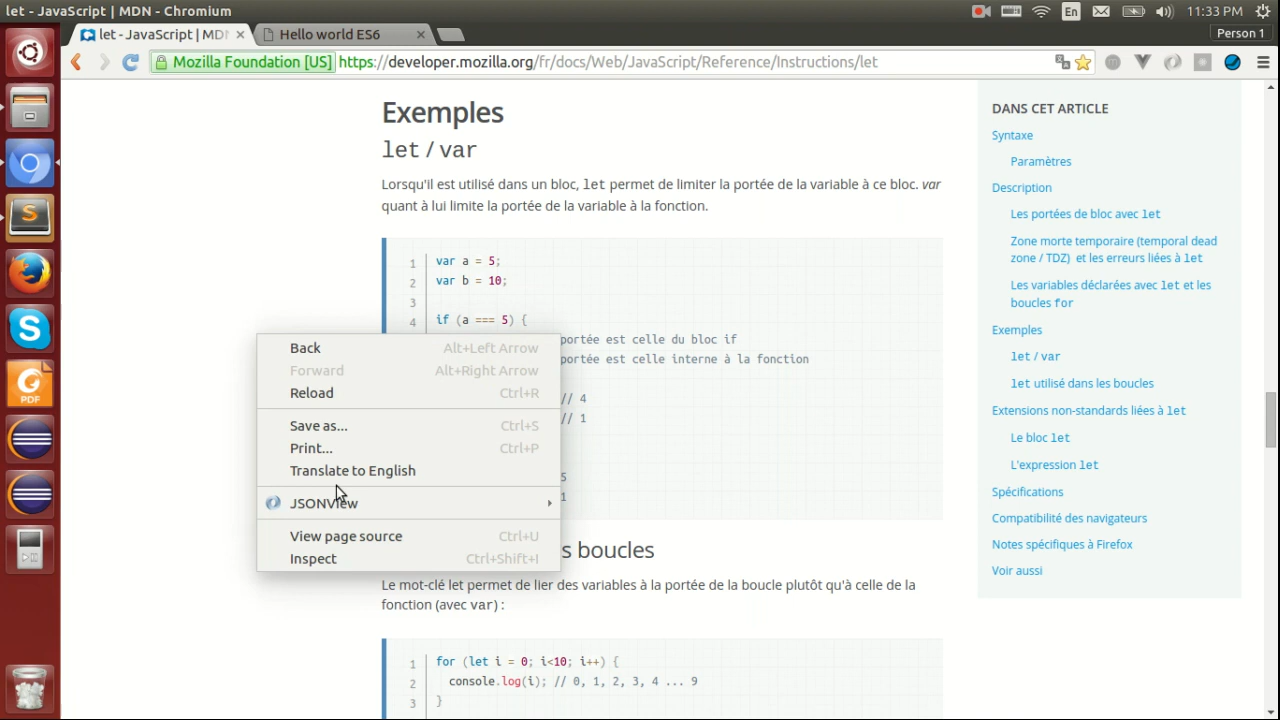 let - JavaScript | MDN - Chromium
En
11:33 PM
let - JavaScript | MDN
Hello world ES6
Person 1
Mozilla Foundation [US]
https://developer.mozilla.org/fr/docs/Web/JavaScript/Reference/Instructions/let
Exemples
let / var
Lorsqu'il est utilisé dans un bloc, let permet de limiter la portée de la variable à ce bloc. var
quant à lui limite la portée de la variable à la fonction.
1 var a = 5;
2 var b = 10;
3
4 if (a === 5) {
portée est celle du bloc if
portée est celle interne à la fonction
// 4
// 1
5
1
Back Alt+Left Arrow
Forward Alt+Right Arrow
Reload Ctrl+R
Save as... Ctrl+S
Print... Ctrl+P
Translate to English
JSONView
View page source Ctrl+U
Inspect Ctrl+Shift+I
s boucles
Le mot-clé let permet de lier des variables à la portée de la boucle plutôt qu'à celle de la
fonction (avec var) :
1 for (let i = 0; i<10; i++) {
2 console.log(i); // 0, 1, 2, 3, 4 ... 9
3 }
DANS CET ARTICLE
Syntaxe
Paramètres
Description
Les portées de bloc avec let
Zone morte temporaire (temporal dead
zone / TDZ) et les erreurs liées à let
Les variables déclarées avec let et les
boucles for
Exemples
let / var
let utilisé dans les boucles
Extensions non-standards liées à let
Le bloc let
L'expression let
Spécifications
Compatibilité des navigateurs
Notes spécifiques à Firefox
Voir aussi
S
PDF